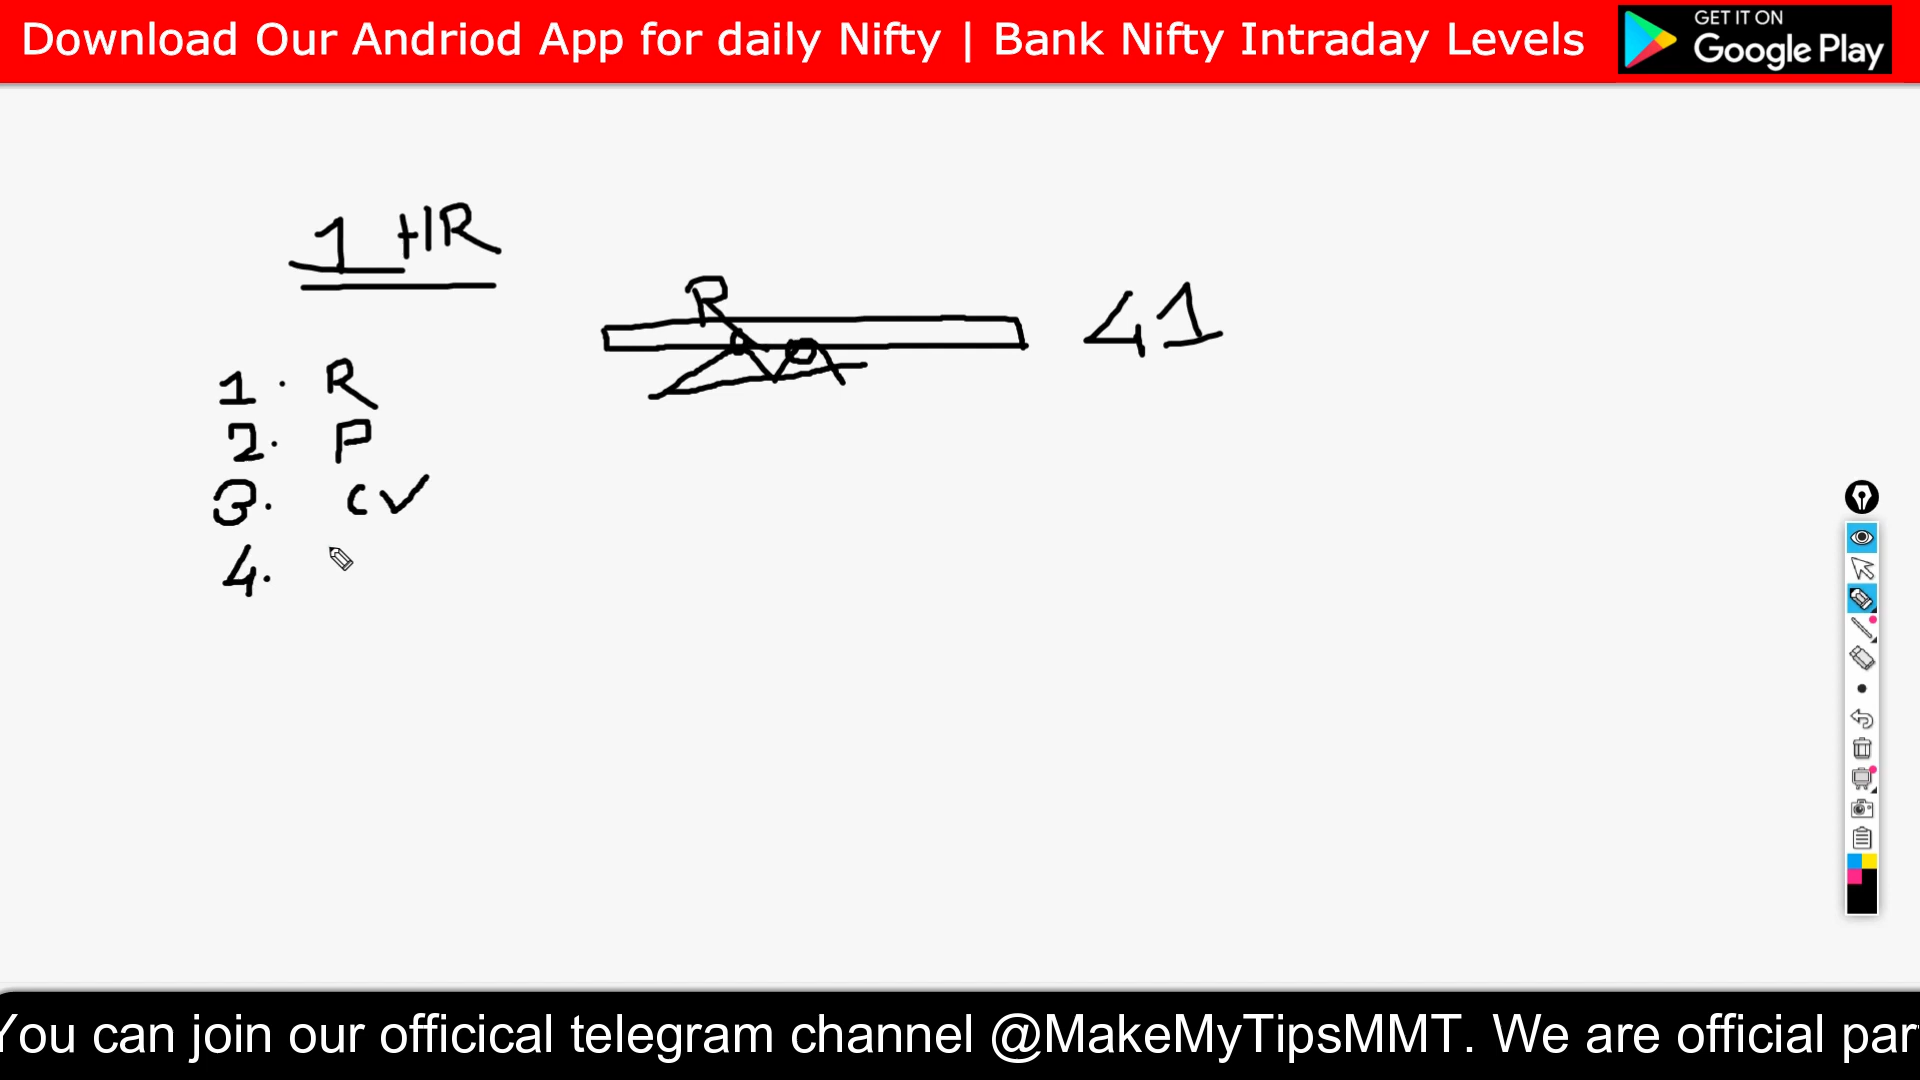 Download Our Andriod App for daily Nifty | Bank Nifty Intraday Levels
GET IT ON
Google Play
1 HR
R
41
1. R
2. P
3. CV
4.
You can join our officical telegram channel @MakeMyTipsMMT. We are official par